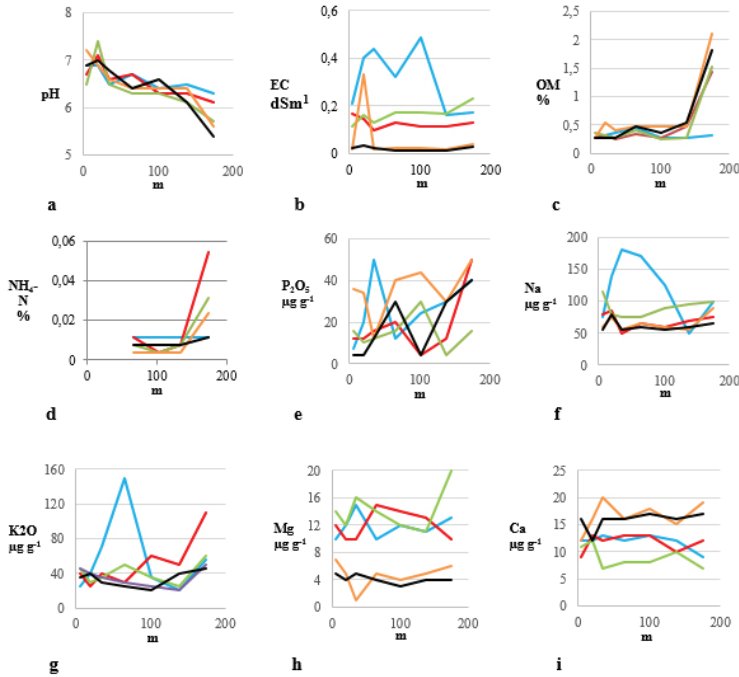 8
7
6
5
pH
0 100 200
m
a
0,6
0,4
0,2
0
EC
dSm1
0 100 200
m
b
2,5
2
1,5
1
0,5
0
OM
%
0 100 200
m
c
0,06
0,04
0,02
0
NH4-
N
%
0 100 200
m
d
60
40
20
0
P2O5
µg g-1
0 100 200
m
e
200
150
100
50
0
Na
µg g-1
0 100 200
m
f
160
120
80
40
0
K2O
µg g-1
0 100 200
m
g
20
16
12
8
4
0
Mg
µg g-1
0 100 200
m
h
25
20
15
10
5
0
Ca
µg g-1
0 100 200
m
i